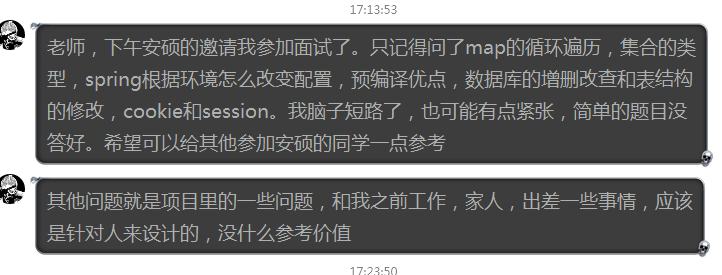 17:13:53
老师，下午安硕的邀请我参加面试了。只记得问了map的循环遍历，集合的类
型，spring根据环境怎么改变配置，预编译优点，数据库的增删改查和表结构
的修改，cookie和session。我脑子短路了，也可能有点紧张，简单的题目没
答好。希望可以给其他参加安硕的同学一点参考
其他问题就是项目里的一些问题，和我之前工作，家人，出差一些事情，应该
是针对人来设计的，没什么参考价值
17:23:50